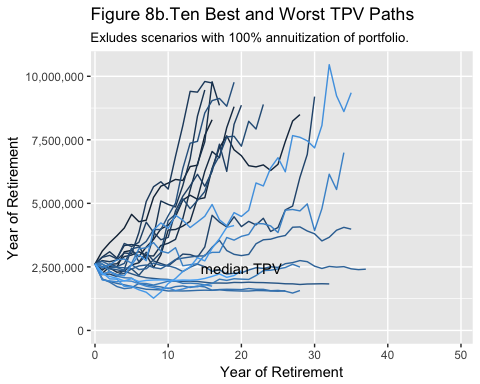 Figure 8b.Ten Best and Worst TPV Paths
Exludes scenarios with 100% annuitization of portfolio.
10,000,000
7,500,000
5,000,000
2,500,000
0
Year of Retirement
median TPV
0 10 20 30 40 50
Year of Retirement